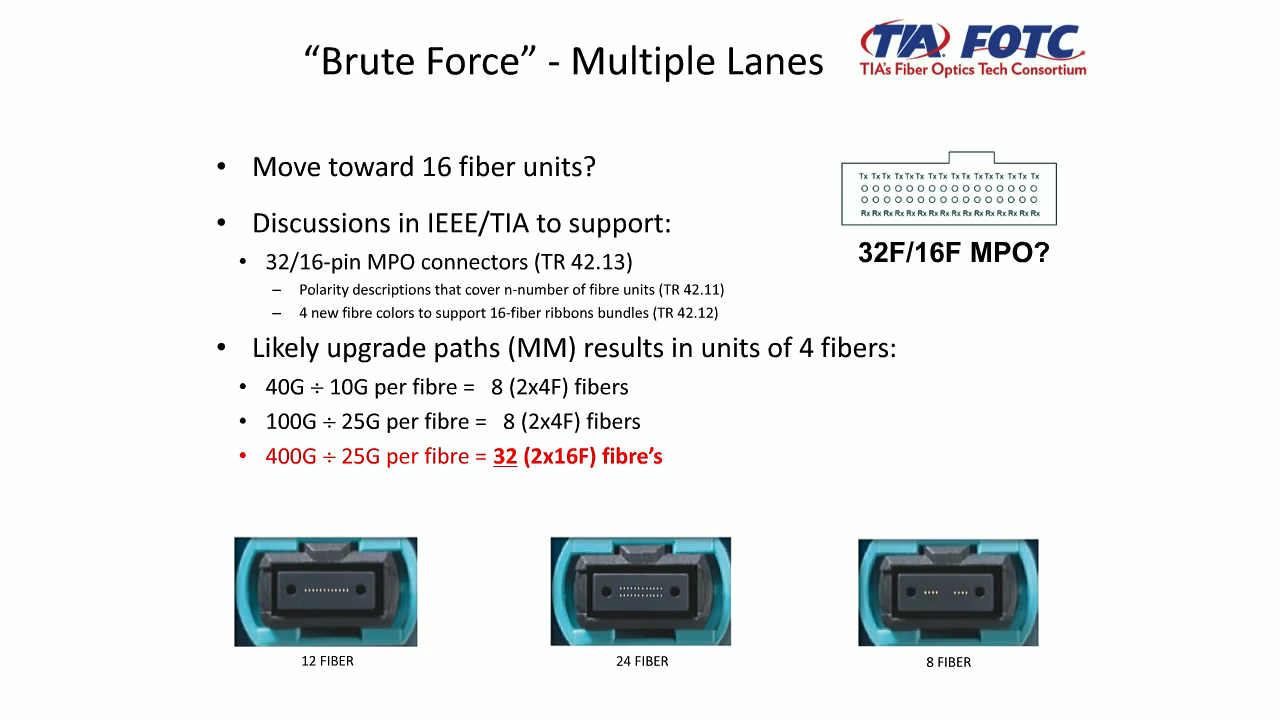 “Brute Force” - Multiple Lanes
TIA FOTC
TIA's Fiber Optics Tech Consortium
• Move toward 16 fiber units?
• Discussions in IEEE/TIA to support:
• 32/16-pin MPO connectors (TR 42.13)
– Polarity descriptions that cover n-number of fibre units (TR 42.11)
– 4 new fibre colors to support 16-fiber ribbons bundles (TR 42.12)
• Likely upgrade paths (MM) results in units of 4 fibers:
• 40G ÷ 10G per fibre = 8 (2x4F) fibers
• 100G ÷ 25G per fibre = 8 (2x4F) fibers
• 400G ÷ 25G per fibre = 32 (2x16F) fibre’s
Tx Tx Tx Tx Tx Tx Tx Tx Tx Tx Tx Tx Tx Tx Tx Tx
Rx Rx Rx Rx Rx Rx Rx Rx Rx Rx Rx Rx Rx Rx Rx Rx
32F/16F MPO?
12 FIBER
24 FIBER
8 FIBER